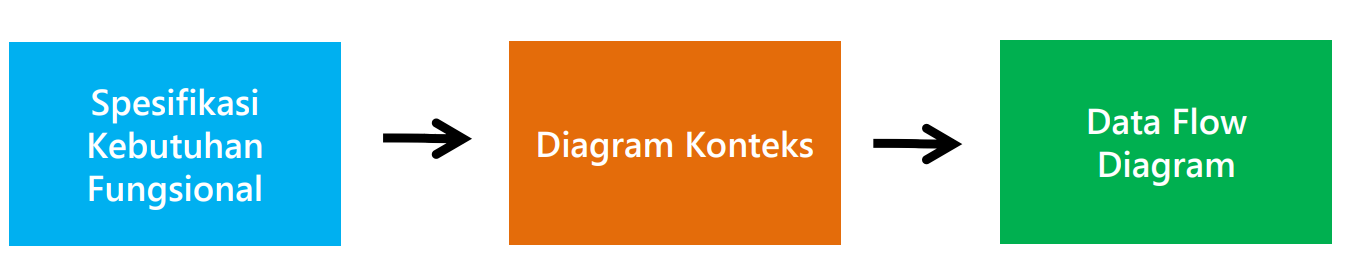 Spesifikasi
Kebutuhan
Fungsional
Diagram Konteks
Data Flow
Diagram